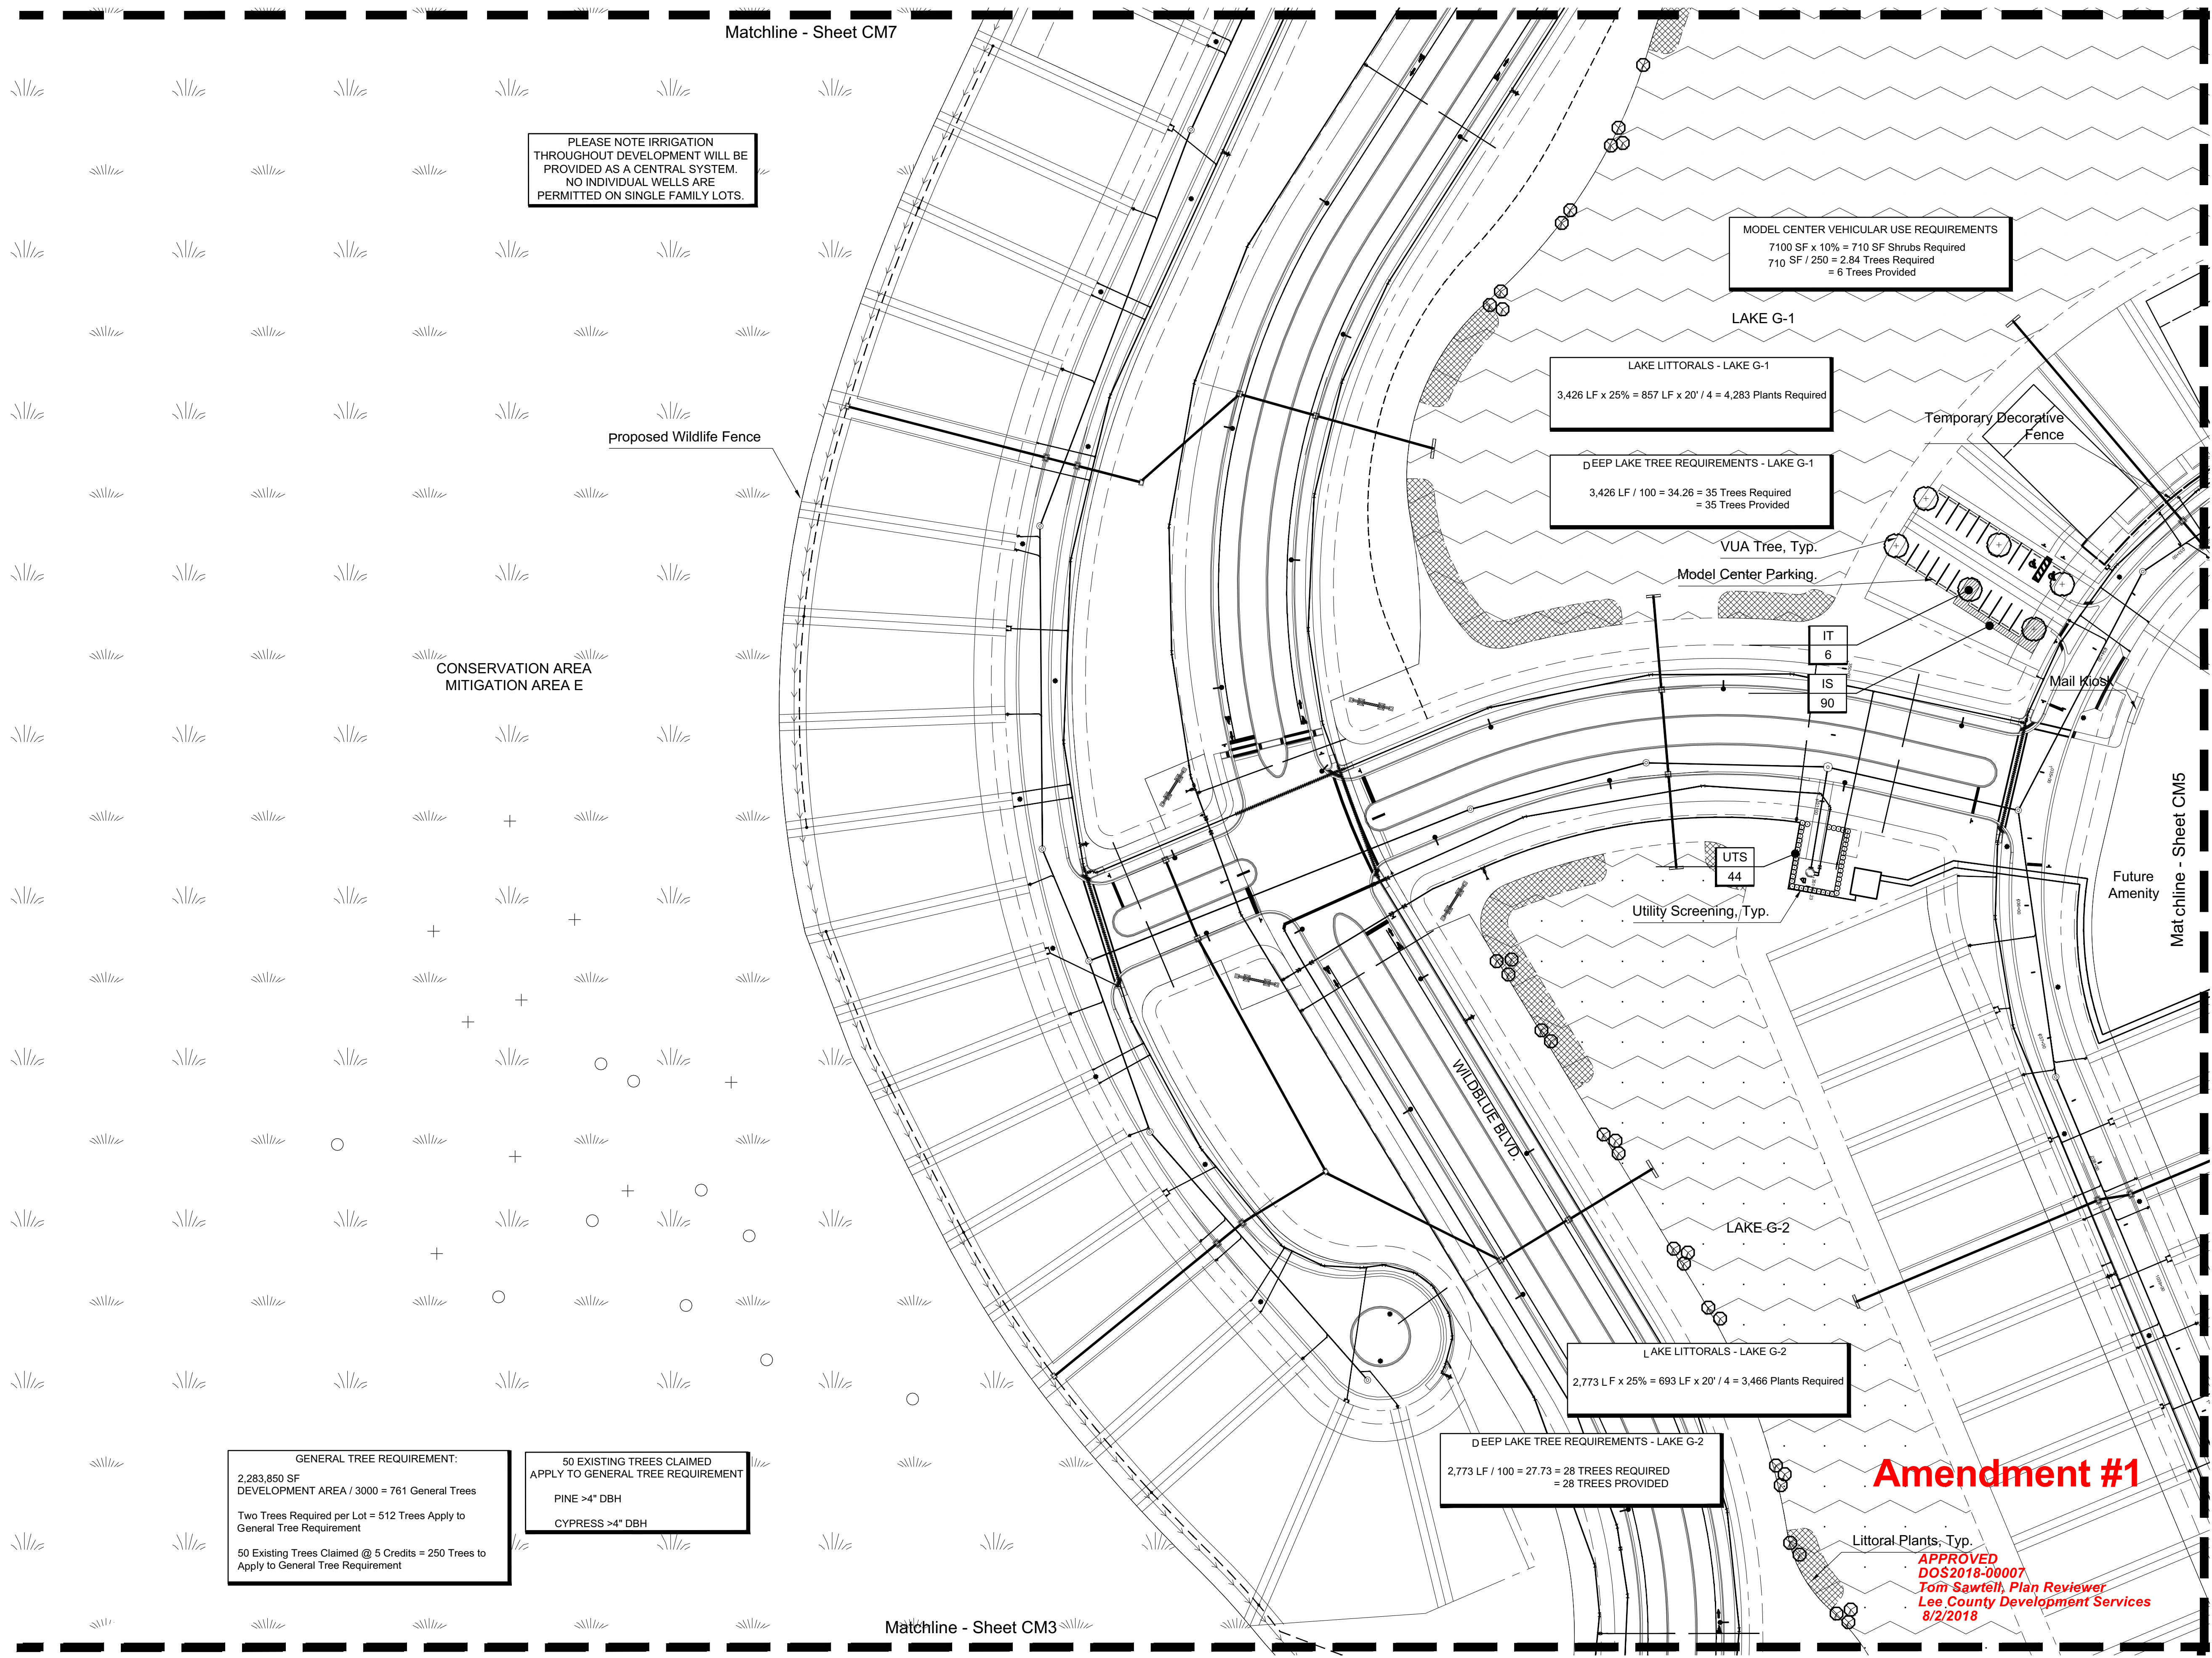 Matchline - Sheet CM7
PLEASE NOTE IRRIGATION
THROUGHOUT DEVELOPMENT WILL BE
PROVIDED AS A CENTRAL SYSTEM.
NO INDIVIDUAL WELLS ARE
PERMITTED ON SINGLE FAMILY LOTS.
MODEL CENTER VEHICULAR USE REQUIREMENTS
7100 SF x 10% = 710 SF Shrubs Required
710 SF / 250 = 2.84 Trees Required
= 6 Trees Provided
LAKE G-1
LAKE LITTORALS - LAKE G-1
3,426 LF x 25% = 857 LF x 20' / 4 = 4,283 Plants Required
Temporary Decorative
Fence
Proposed Wildlife Fence
DEEP LAKE TREE REQUIREMENTS - LAKE G-1
3,426 LF / 100 = 34.26 = 35 Trees Required
= 35 Trees Provided
VUA Tree, Typ.
Model Center Parking.
IT
6
IS
90
Mail Kiosk
CONSERVATION AREA
MITIGATION AREA E
Mat chline - Sheet CM5
UTS
44
Future
Amenity
Utility Screening, Typ.
WILDBLUE BLVD.
LAKE G-2
LAKE LITTORALS - LAKE G-2
2,773 LF x 25% = 693 LF x 20' / 4 = 3,466 Plants Required
DEEP LAKE TREE REQUIREMENTS - LAKE G-2
2,773 LF / 100 = 27.73 = 28 TREES REQUIRED
= 28 TREES PROVIDED
GENERAL TREE REQUIREMENT:
2,283,850 SF
DEVELOPMENT AREA / 3000 = 761 General Trees
Two Trees Required per Lot = 512 Trees Apply to
General Tree Requirement
50 Existing Trees Claimed @ 5 Credits = 250 Trees to
Apply to General Tree Requirement
50 EXISTING TREES CLAIMED
APPLY TO GENERAL TREE REQUIREMENT
PINE >4" DBH
CYPRESS >4" DBH
Amendment #1
Littoral Plants, Typ.
APPROVED
DOS2018-00007
Tom Sawtell, Plan Reviewer
Lee County Development Services
8/2/2018
Matchline - Sheet CM3